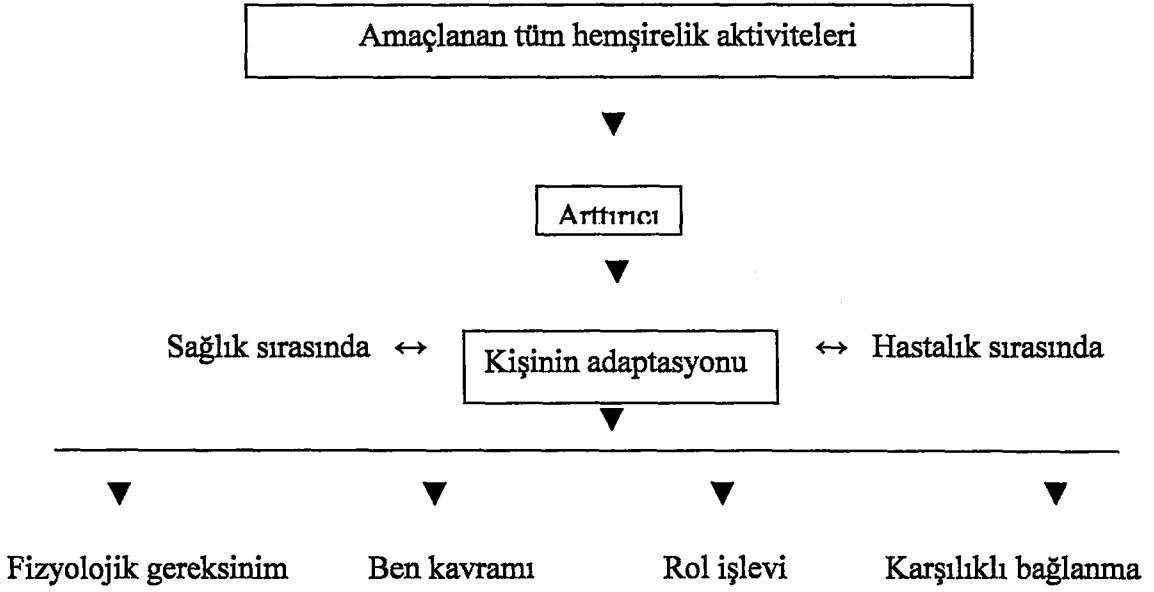 Amaçlanan tüm hemşirelik aktiviteleri
▼
Arttırıcı
▼
Sağlık sırasında ↔ Kişinin adaptasyonu ↔ Hastalık sırasında
▼
▼ ▼ ▼ ▼
Fizyolojik gereksinim Ben kavramı Rol işlevi Karşılıklı bağlanma